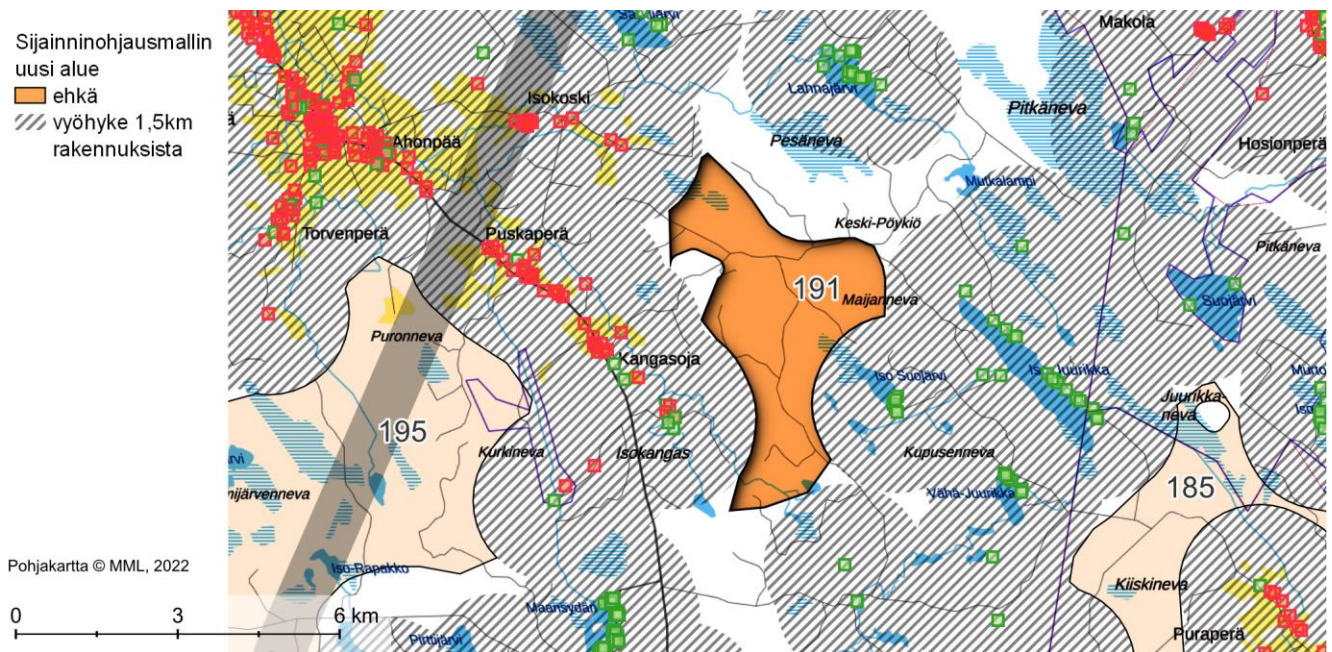 Sijainninohjausmallin
uusi alue
ehkä
vyöhyke 1,5km
rakennuksista
Makola
Isokoski
Lahnajärvi
Pitkäneva
Ahonpää
Pesäneva
Hosionperä
Mutkalampi
Torvenperä
Puskaperä
Keski-Pöykiö
Pitkäneva
191
Maijanneva
Suojärvi
Puronneva
Kangasoja
Iso Suojärvi
Juurikka
Juurikka-
neva
195
Kurkineva
Isokangas
Kupusenneva
185
Vähä-Juurikka
Pohjakartta © MML, 2022
Iso-Rapakko
Kiiskineva
0 3 6 km
Maansydän
Pirttijärvi
Puraperä